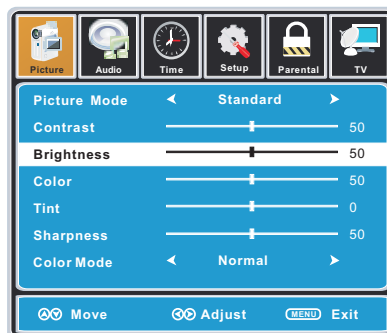 Picture Audio Time Setup Parental TV
Picture Mode Standard
Contrast 50
Brightness 50
Color 50
Tint 0
Sharpness 50
Color Mode Normal
Move Adjust MENU Exit